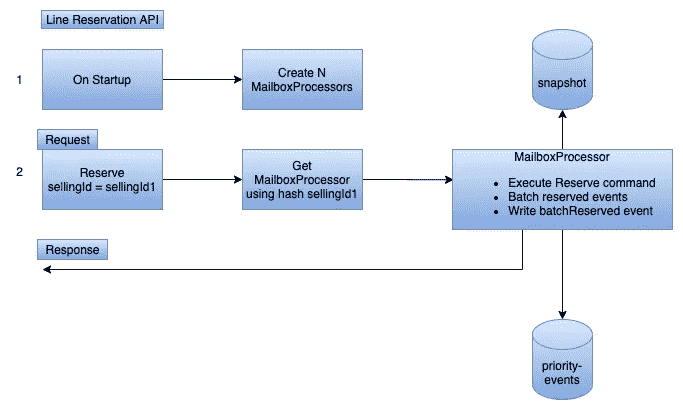 Line Reservation API
1
On Startup
Create N
MailboxProcessors
snapshot
Request
2
Reserve
sellingId = sellingId1
Get
MailboxProcessor
using hash sellingId1
MailboxProcessor
• Execute Reserve command
• Batch reserved events
• Write batchReserved event
Response
priority-
events